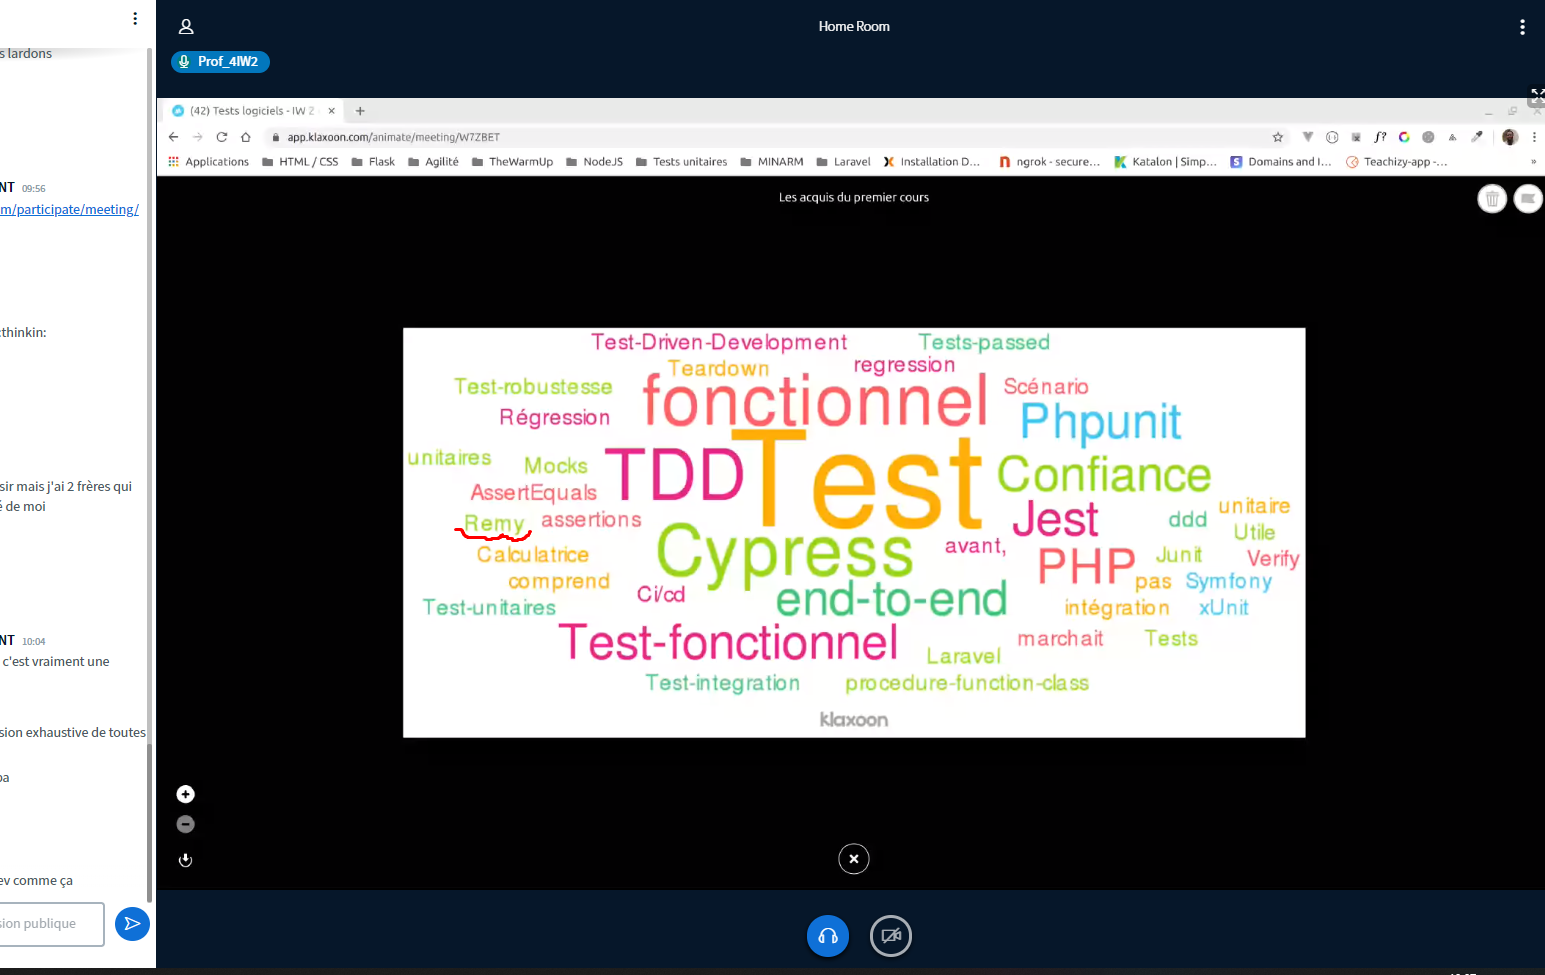 s lardons
NT 09:56
m/participate/meeting/
:thinkin:
sir mais j'ai 2 frères qui
é de moi
NT 10:04
c'est vraiment une
sion exhaustive de toutes
pa
ev comme ça
sion publique
Home Room
Prof_4IW2
(42) Tests logiciels - IW 2
app.klaxoon.com/animate/meeting/W7ZBET
f?
Applications HTML / CSS Flask Agilité TheWarmUp NodeJS Tests unitaires MINARM Laravel Installation D... ngrok - secure... Katalon | Simp... Domains and I... Teachizy-app -... »
Les acquis du premier cours
Test-Driven-Development Tests-passed
Teardown regression
Test-robustesse fonctionnel Scénario
Régression Phpunit
unitaires Mocks TDD Test Confiance
AssertEquals
Remy assertions Jest ddd unitaire
Utile
Calculatrice Cypress avant, PHP Junit Verify
comprend pas Symfony
Ci/cd
Test-unitaires end-to-end intégration xUnit
Test-fonctionnel marchait Tests
Laravel
Test-integration procedure-function-class
klaxoon